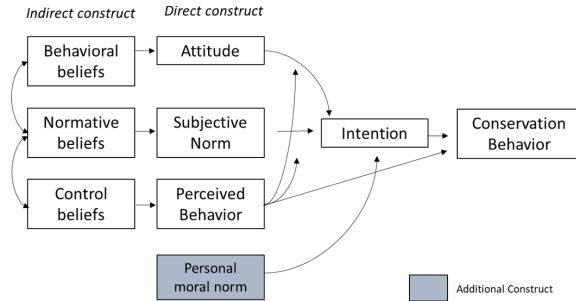 Indirect construct
Direct construct
Behavioral
beliefs
Attitude
Normative
beliefs
Subjective
Norm
Intention
Conservation
Behavior
Control
beliefs
Perceived
Behavior
Personal
moral norm
Additional Construct